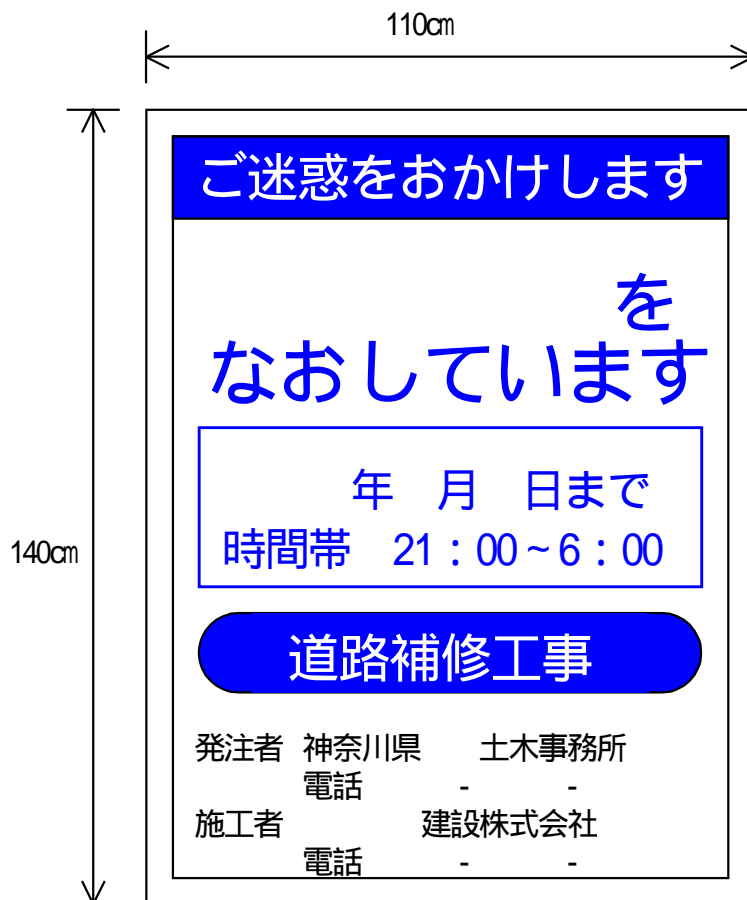 110㎝
ご迷惑をおかけします
を
なおしています
年　月　日まで
時間帯　21：00～6：00
140㎝
道路補修工事
発注者　神奈川県　　土木事務所
電話　　　-　　　-
施工者　　　　　建設株式会社
電話　　　-　　　-